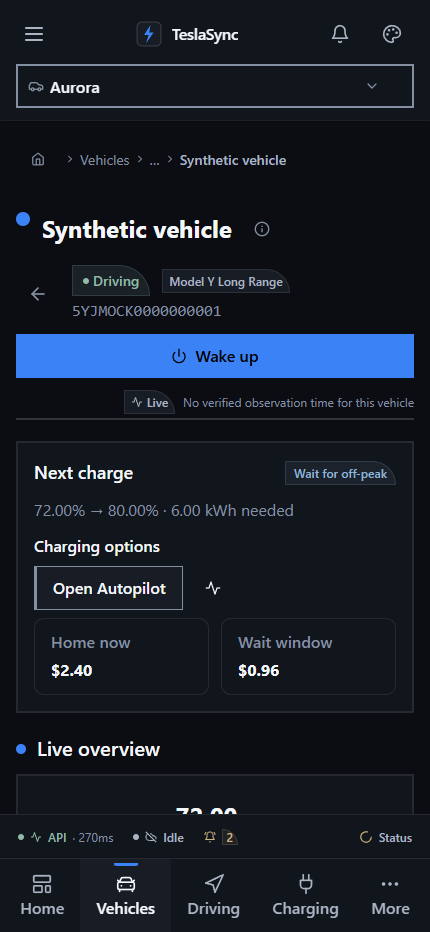 TeslaSync
Aurora
Vehicles ... Synthetic vehicle
Synthetic vehicle
Driving Model Y Long Range
5YJMOCK0000000001
Wake up
Live No verified observation time for this vehicle
Next charge Wait for off-peak
72.00% → 80.00% · 6.00 kWh needed
Charging options
Open Autopilot
Home now Wait window
$2.40 $0.96
Live overview
72.00
API · 270ms Idle 2 Status
Home Vehicles Driving Charging More